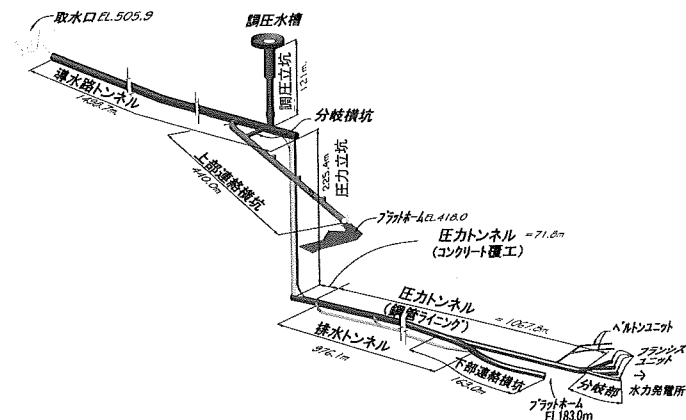 取水口 EL.505.9
調圧水槽
導水路トンネル
1488.7m
調圧立坑
121m
分岐横坑
上部連絡横坑
440.0m
225.4m
圧力立坑
プラットホーム EL.418.0
圧力トンネル =71.8m
(コンクリート覆工)
圧力トンネル
(鋼管ライニング)
=1067.8m
排水トンネル
976.1m
下部連絡横坑
163.0m
ペルトンユニット
フランシス
ユニット
分岐部
水力発電所
プラットホーム
EL183.0m